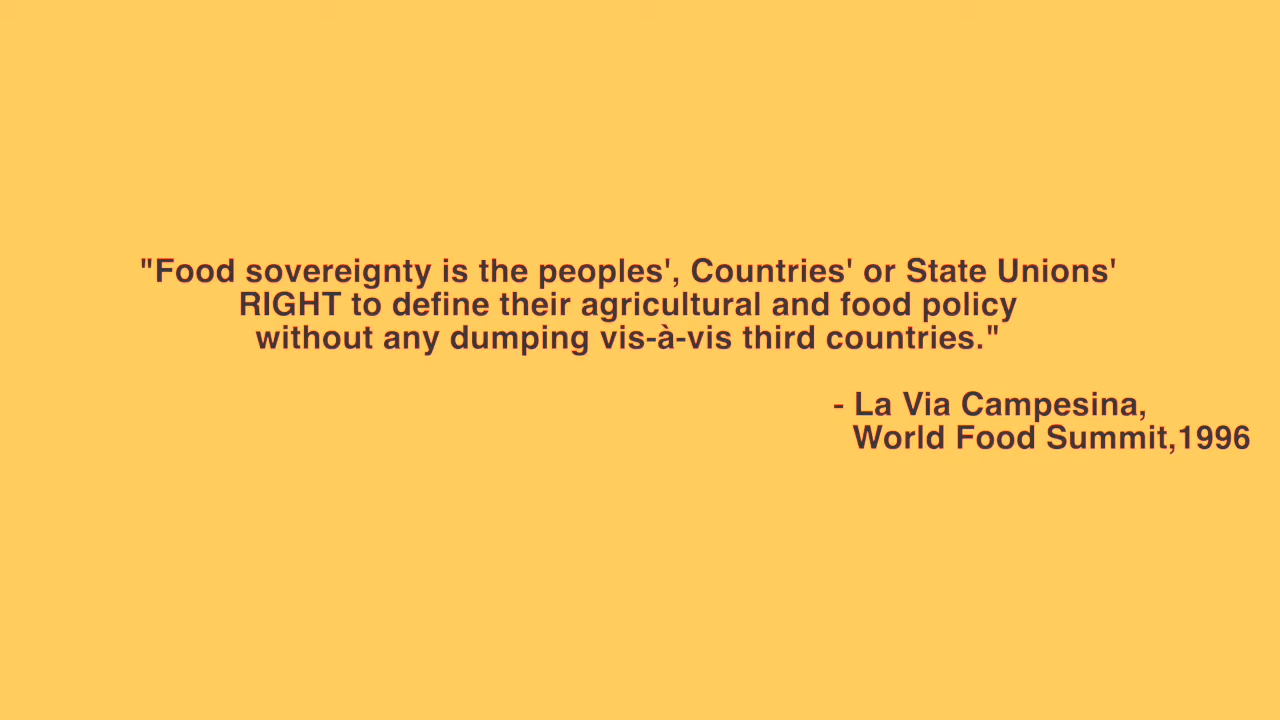 "Food sovereignty is the peoples', Countries' or State Unions'
RIGHT to define their agricultural and food policy
without any dumping vis-à-vis third countries."
- La Via Campesina,
World Food Summit,1996